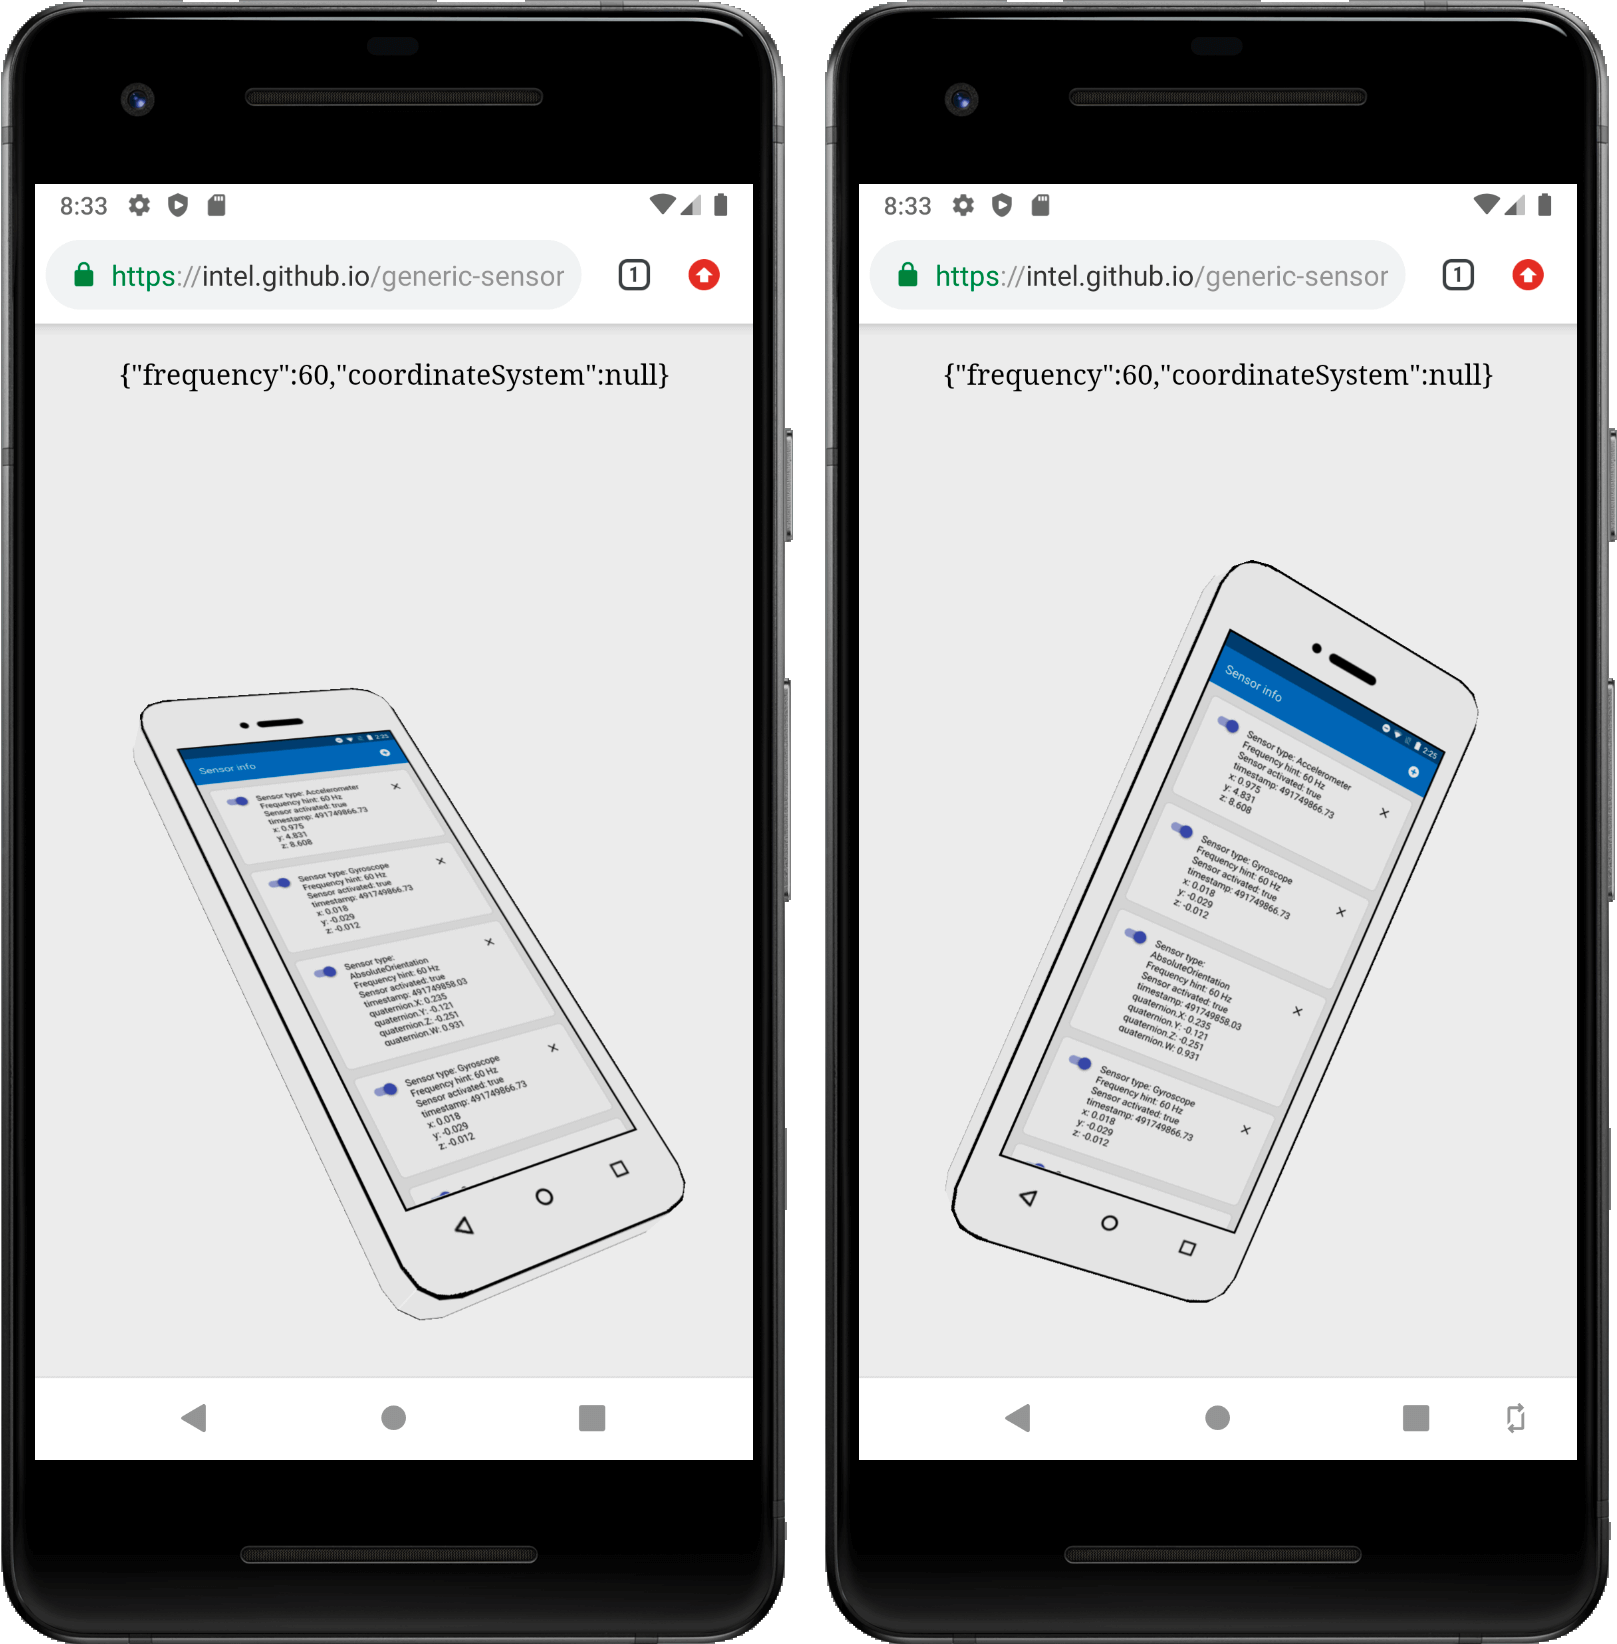 8:33
https://intel.github.io/generic-sensor
1
{"frequency":60,"coordinateSystem":null}
2:25
Sensor info
Sensor type: Accelerometer
Frequency hint: 60 Hz
Sensor activated: true
timestamp: 491749866.73
x: 0.975
y: 4.831
z: 8.608
Sensor type: Gyroscope
Frequency hint: 60 Hz
Sensor activated: true
timestamp: 491749866.73
x: 0.018
y: -0.029
z: -0.012
Sensor type:
AbsoluteOrientation
Frequency hint: 60 Hz
Sensor activated: true
timestamp: 491749858.03
quaternion.X: 0.235
quaternion.Y: -0.121
quaternion.Z: -0.251
quaternion.W: 0.931
Sensor type: Gyroscope
Frequency hint: 60 Hz
Sensor activated: true
timestamp: 491749866.73
x: 0.018
y: -0.029
z: -0.012
8:33
https://intel.github.io/generic-sensor
1
{"frequency":60,"coordinateSystem":null}
2:25
Sensor info
Sensor type: Accelerometer
Frequency hint: 60 Hz
Sensor activated: true
timestamp: 491749866.73
x: 0.975
y: 4.831
z: 8.608
Sensor type: Gyroscope
Frequency hint: 60 Hz
Sensor activated: true
timestamp: 491749866.73
x: 0.018
y: -0.029
z: -0.012
Sensor type:
AbsoluteOrientation
Frequency hint: 60 Hz
Sensor activated: true
timestamp: 491749858.03
quaternion.X: 0.235
quaternion.Y: -0.121
quaternion.Z: -0.251
quaternion.W: 0.931
Sensor type: Gyroscope
Frequency hint: 60 Hz
Sensor activated: true
timestamp: 491749866.73
x: 0.018
y: -0.029
z: -0.012